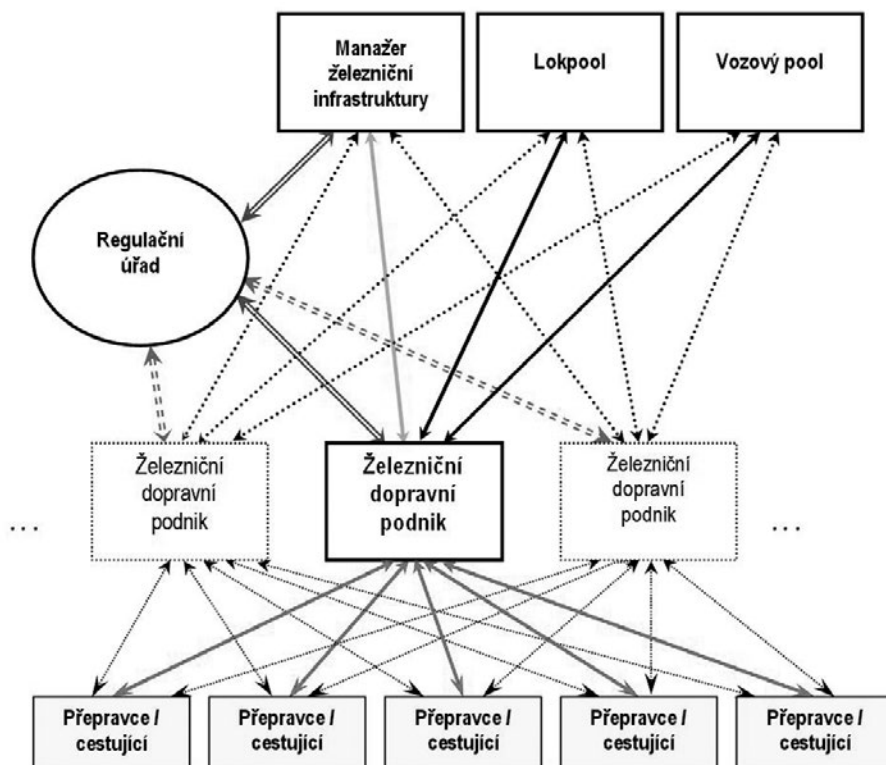 Manažer
železniční
infrastruktury
Lokpool
Vozový pool
Regulační
úřad
Železniční
dopravní
podnik
Železniční
dopravní
podnik
Železniční
dopravní
podnik
...
...
Přepravce /
cestující
Přepravce /
cestující
Přepravce /
cestující
Přepravce /
cestující
Přepravce /
cestující